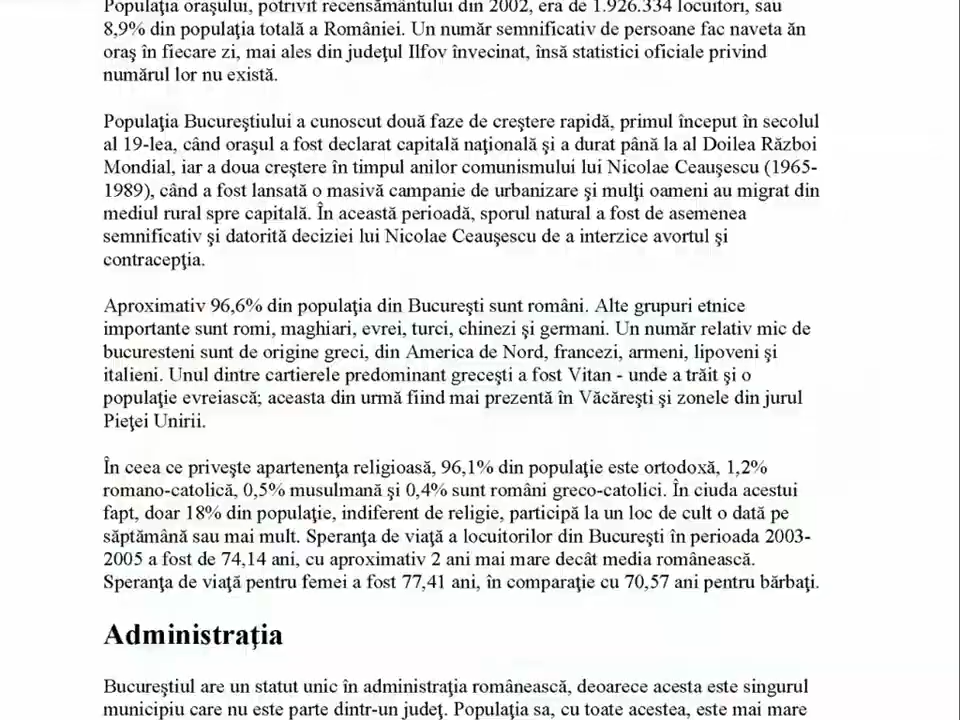 Populaţia oraşului, potrivit recensământului din 2002, era de 1.926.334 locuitori, sau
8,9% din populaţia totală a României. Un număr semnificativ de persoane fac naveta ăn
oraş în fiecare zi, mai ales din judeţul Ilfov învecinat, însă statistici oficiale privind
numărul lor nu există.
Populaţia Bucureştiului a cunoscut două faze de creştere rapidă, primul început în secolul
al 19-lea, când oraşul a fost declarat capitală naţională şi a durat până la al Doilea Război
Mondial, iar a doua creştere în timpul anilor comunismului lui Nicolae Ceauşescu (1965-
1989), când a fost lansată o masivă campanie de urbanizare şi mulţi oameni au migrat din
mediul rural spre capitală. În această perioadă, sporul natural a fost de asemenea
semnificativ şi datorită deciziei lui Nicolae Ceauşescu de a interzice avortul şi
contracepţia.
Aproximativ 96,6% din populaţia din Bucureşti sunt români. Alte grupuri etnice
importante sunt romi, maghiari, evrei, turci, chinezi şi germani. Un număr relativ mic de
bucuresteni sunt de origine greci, din America de Nord, francezi, armeni, lipoveni şi
italieni. Unul dintre cartierele predominant greceşti a fost Vitan - unde a trăit şi o
populaţie evreiască; aceasta din urmă fiind mai prezentă în Văcăreşti şi zonele din jurul
Pieţei Unirii.
În ceea ce priveşte apartenenţa religioasă, 96,1% din populaţie este ortodoxă, 1,2%
romano-catolică, 0,5% musulmană şi 0,4% sunt români greco-catolici. În ciuda acestui
fapt, doar 18% din populaţie, indiferent de religie, participă la un loc de cult o dată pe
săptămână sau mai mult. Speranţa de viaţă a locuitorilor din Bucureşti în perioada 2003-
2005 a fost de 74,14 ani, cu aproximativ 2 ani mai mare decât media românească.
Speranţa de viaţă pentru femei a fost 77,41 ani, în comparaţie cu 70,57 ani pentru bărbaţi.
Administraţia
Bucureştiul are un statut unic în administraţia românească, deoarece acesta este singurul
municipiu care nu este parte dintr-un judeţ. Populaţia sa, cu toate acestea, este mai mare